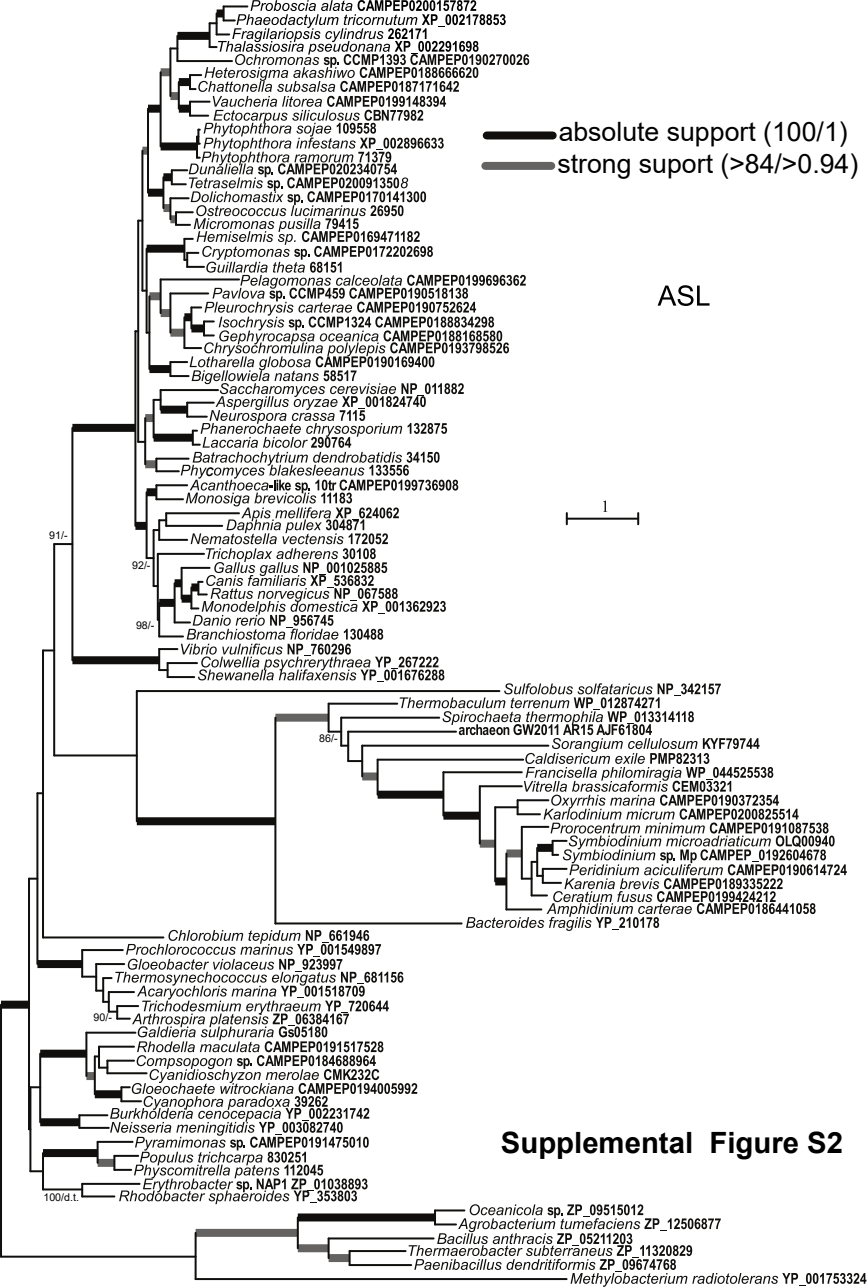 Proboscia alata CAMPEP0200157872
Phaeodactylum tricornutum XP_002178853
Fragilariopsis cylindrus 262171
Thalassiosira pseudonana XP_002291698
Ochromonas sp. CCMP1393 CAMPEP0190270026
Heterosigma akashiwo CAMPEP0188666620
Chattonella subsalsa CAMPEP0187171642
Vaucheria litorea CAMPEP0199148394
Ectocarpus siliculosus CBN77982
Phytophthora sojae 109558
Phytophthora infestans XP_002896633
Phytophthora ramorum 71379
absolute support (100/1)
strong suport (>84/>0.94)
Dunaliella sp. CAMPEP0202340754
Tetraselmis sp. CAMPEP0200913508
Dolichomastix sp. CAMPEP0170141300
Ostreococcus lucimarinus 26950
Micromonas pusilla 79415
Hemiselmis sp. CAMPEP0169471182
Cryptomonas sp. CAMPEP0172202698
Guillardia theta 68151
Pelagomonas calceolata CAMPEP0199696362
Pavlova sp. CCMP459 CAMPEP0190518138
ASL
Pleurochrysis carterae CAMPEP0190752624
Isochrysis sp. CCMP1324 CAMPEP0188834298
Gephyrocapsa oceanica CAMPEP0188168580
Chrysochromulina polylepis CAMPEP0193798526
Lotharella globosa CAMPEP0190169400
Bigellowiela natans 58517
Saccharomyces cerevisiae NP_011882
Aspergillus oryzae XP_001824740
Neurospora crassa 7115
Phanerochaete chrysosporium 132875
Laccaria bicolor 290764
Batrachochytrium dendrobatidis 34150
Phycomyces blakesleeanus 133556
Acanthoeca-like sp. 10tr CAMPEP0199736908
Monosiga brevicolis 11183
1
Apis mellifera XP_624062
Daphnia pulex 304871
91/-
Nematostella vectensis 172052
Trichoplax adherens 30108
92/-
Gallus gallus NP_001025885
Canis familiaris XP_536832
Rattus norvegicus NP_067588
Monodelphis domestica XP_001362923
Danio rerio NP_956745
98/-
Branchiostoma floridae 130488
Vibrio vulnificus NP_760296
Colwellia psychrerythraea YP_267222
Shewanella halifaxensis YP_001676288
Sulfolobus solfataricus NP_342157
Thermobaculum terrenum WP_012874271
Spirochaeta thermophila WP_013314118
archaeon GW2011 AR15 AJF61804
86/-
Sorangium cellulosum KYF79744
Caldisericum exile PMP82313
Francisella philomiragia WP_044525538
Vitrella brassicaformis CEM03321
Oxyrrhis marina CAMPEP0190372354
Karlodinium micrum CAMPEP0200825514
Prorocentrum minimum CAMPEP0191087538
Symbiodinium microadriaticum OLQ00940
Symbiodinium sp. Mp CAMPEP_0192604678
Peridinium aciculiferum CAMPEP0190614724
Karenia brevis CAMPEP0189335222
Ceratium fusus CAMPEP0199424212
Amphidinium carterae CAMPEP0186441058
Bacteroides fragilis YP_210178
Chlorobium tepidum NP_661946
Prochlorococcus marinus YP_001549897
Gloeobacter violaceus NP_923997
Thermosynechococcus elongatus NP_681156
Acaryochloris marina YP_001518709
Trichodesmium erythraeum YP_720644
90/-
Arthrospira platensis ZP_06384167
Galdieria sulphuraria Gs05180
Rhodella maculata CAMPEP0191517528
Compsopogon sp. CAMPEP0184688964
Cyanidioschyzon merolae CMK232C
Gloeochaete witrockiana CAMPEP0194005992
Cyanophora paradoxa 39262
Burkholderia cenocepacia YP_002231742
Neisseria meningitidis YP_003082740
Pyramimonas sp. CAMPEP0191475010
Supplemental Figure S2
Populus trichcarpa 830251
Physcomitrella patens 112045
Erythrobacter sp. NAP1 ZP_01038893
100/d.t.
Rhodobacter sphaeroides YP_353803
Oceanicola sp. ZP_09515012
Agrobacterium tumefaciens ZP_12506877
Bacillus anthracis ZP_05211203
Thermaerobacter subterraneus ZP_11320829
Paenibacillus dendritiformis ZP_09674768
Methylobacterium radiotolerans YP_001753324